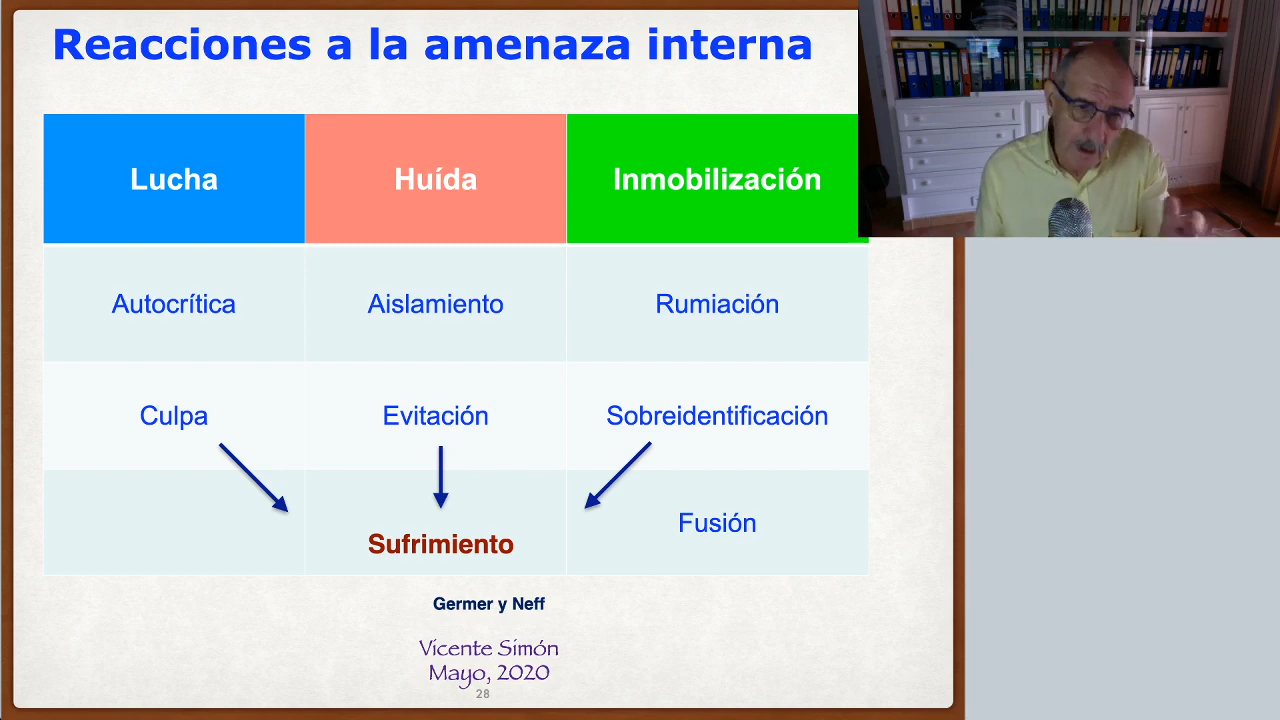 Reacciones a la amenaza interna
Lucha
Huída
Inmobilización
Autocrítica
Aislamiento
Rumiación
Culpa
Evitación
Sobreidentificación
Sufrimiento
Fusión
Germer y Neff
Vicente Simón
Mayo, 2020
28